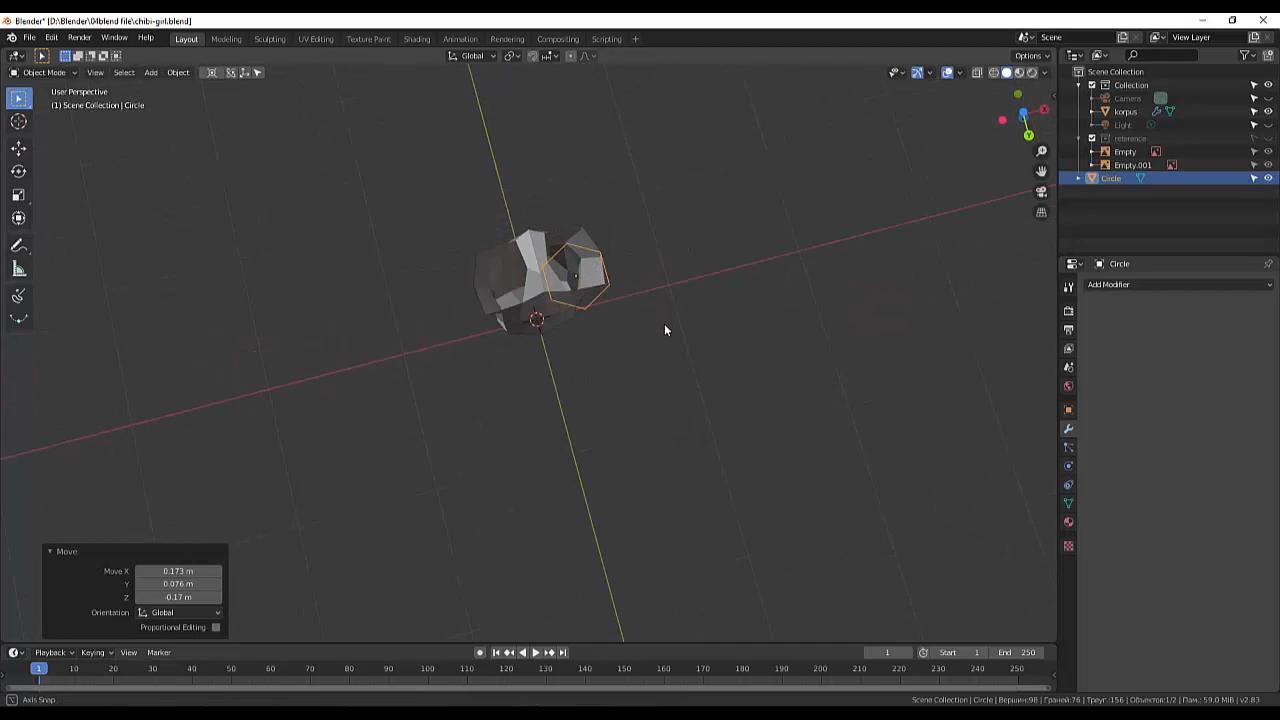 Blender* [D:\Blender\04blend file\chibi-girl.blend]
File Edit Render Window Help Layout Modeling Sculpting UV Editing Texture Paint Shading Animation Rendering Compositing Scripting + Scene View Layer
Global Options
Object Mode View Select Add Object
User Perspective
(1) Scene Collection | Circle
X
Y
Scene Collection
Collection
Camera
korpus
Light
reference
Empty
Empty.001
Circle
Circle
Add Modifier
Move
Move X 0.173 m
Y 0.076 m
Z -0.17 m
Orientation Global
Proportional Editing
Playback Keying View Marker 1 Start 1 End 250
1 10 20 30 40 50 60 70 80 90 100 110 120 130 140 150 160 170 180 190 200 210 220 230 240 250
Axis Snap Scene Collection | Circle | Вершин:98 | Граней:76 | Треуг.:156 | Объектов:1/2 | Пам.: 59.0 MiB | v2.83